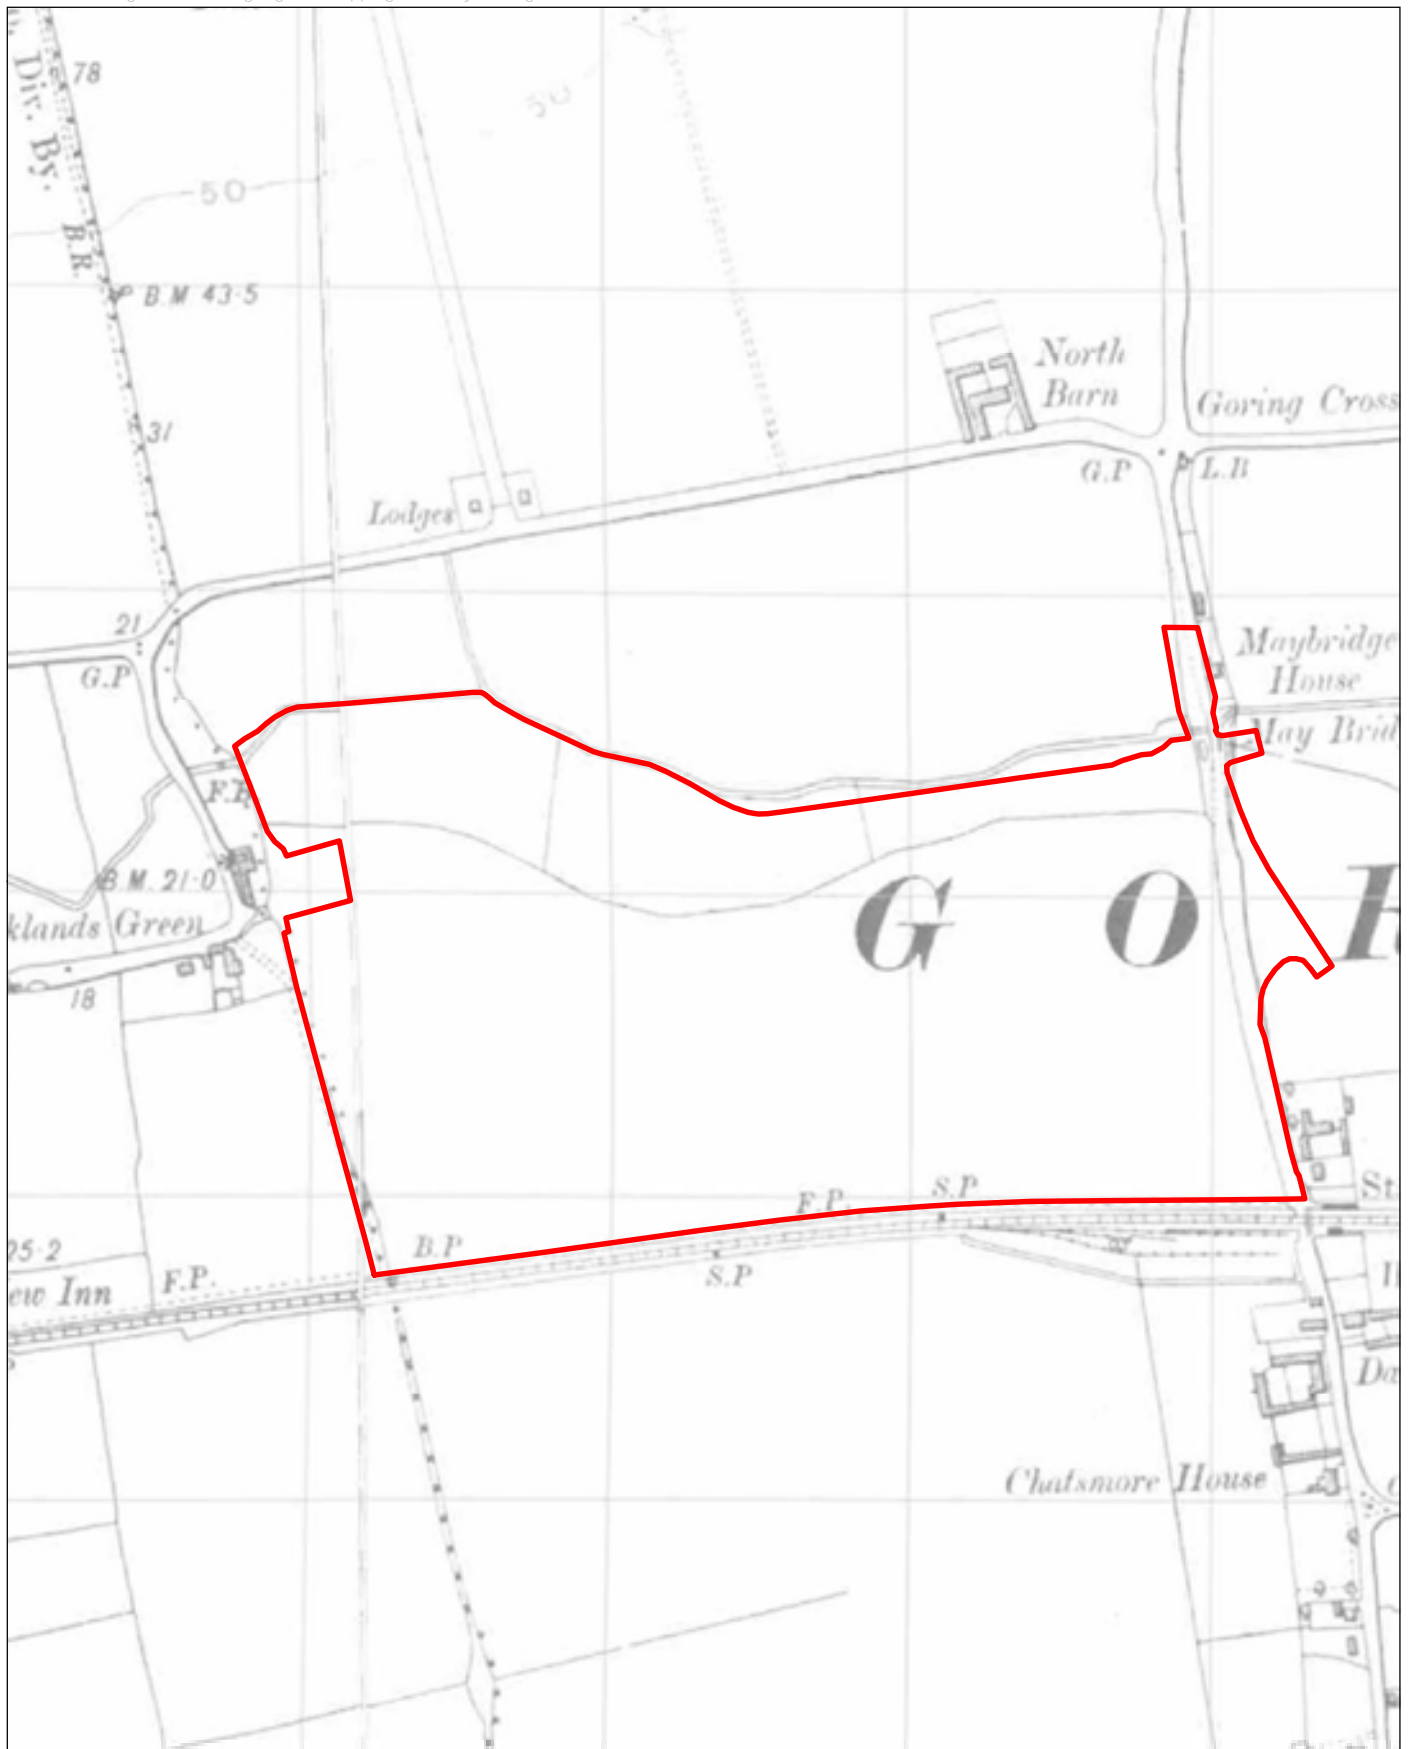 78
Div. By.
50
50
B.R.
B.M 43·5
North
Barn
Goring Cross
31
G.P
L.B
Lodges
21
G.P
Maybridge
House
May Brid
F.B
B.M. 21·0
G O R
klands Green
18
F.P.
S.P
St.
B.P
S.P
25·2
F.P.
ew Inn
Da
Chatsmore House